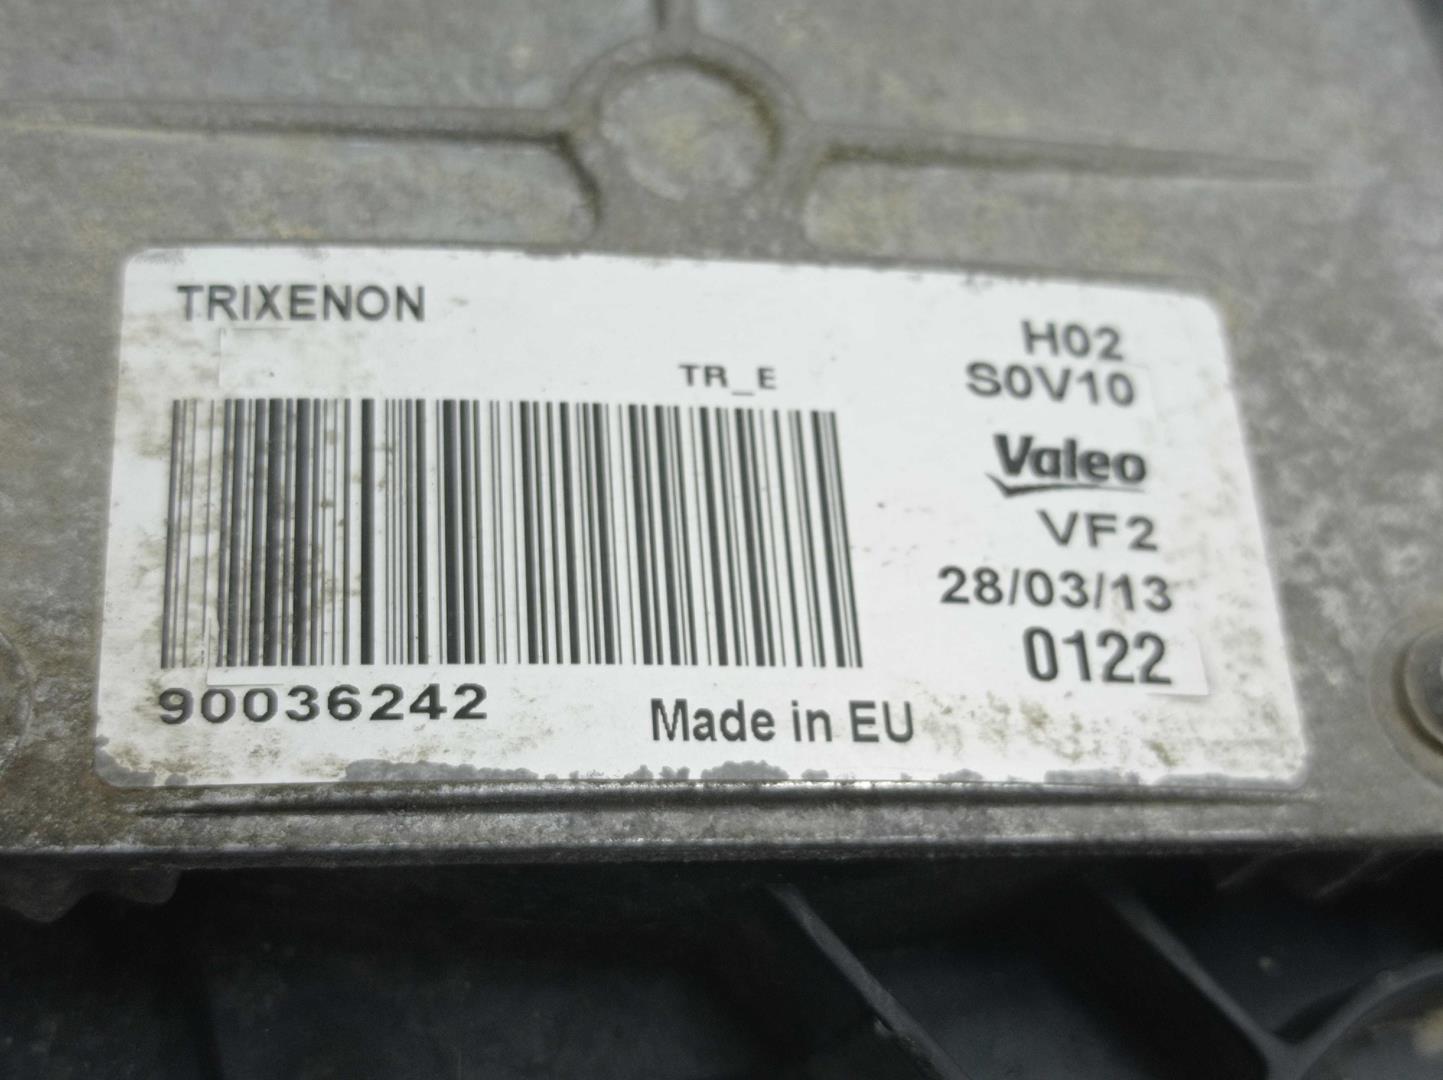 TRIXENON
H02
TR_E
S0V10
Valeo
VF2
28/03/13
0122
90036242
Made in EU